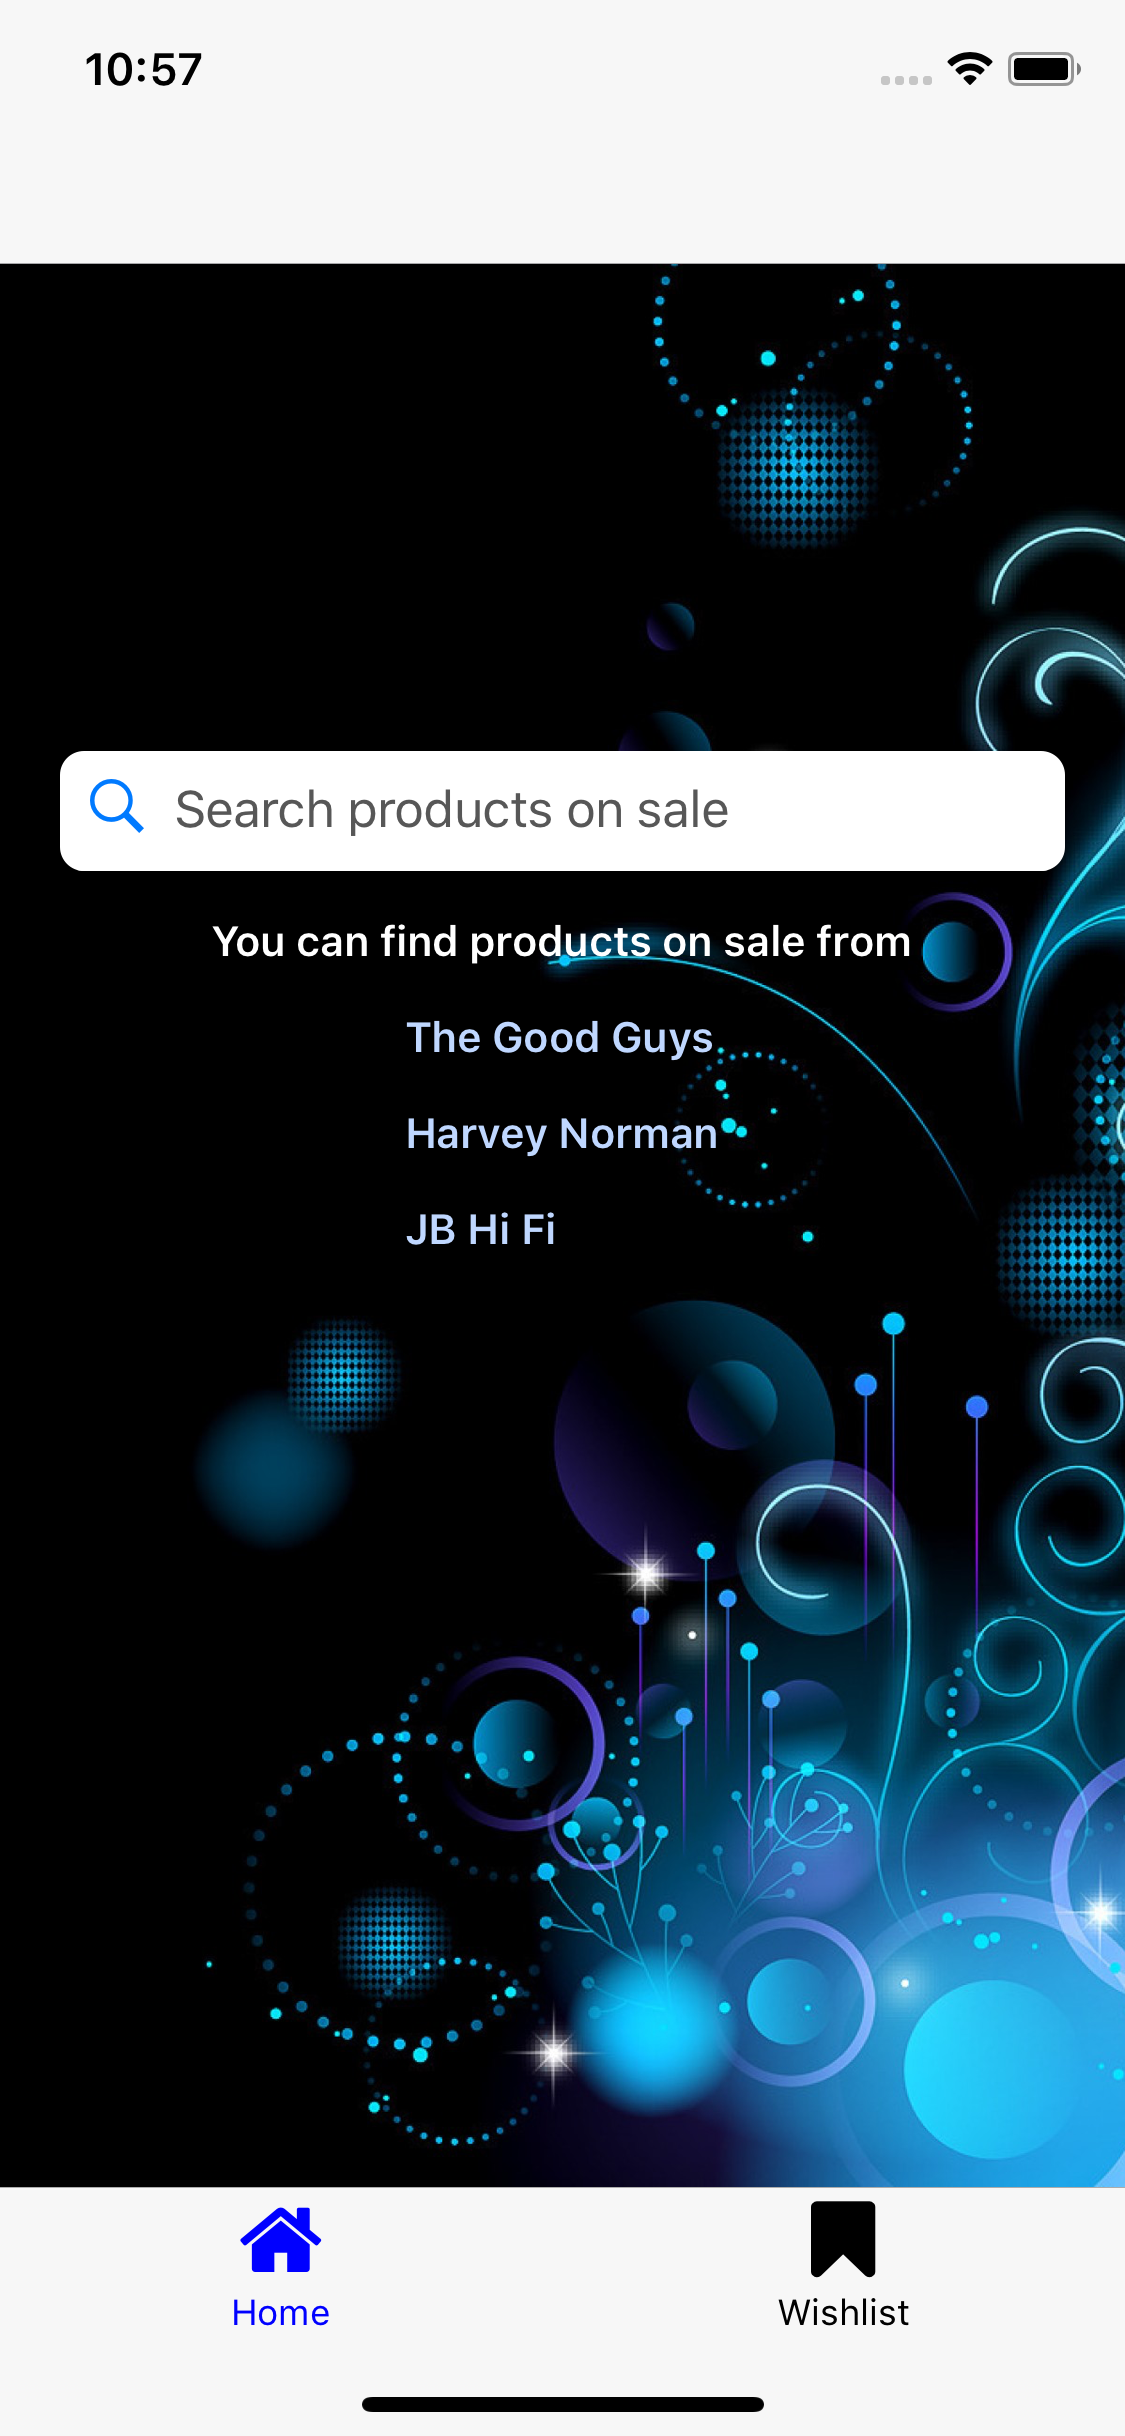 10:57
Search products on sale
You can find products on sale from
The Good Guys
Harvey Norman
JB Hi Fi
Home
Wishlist